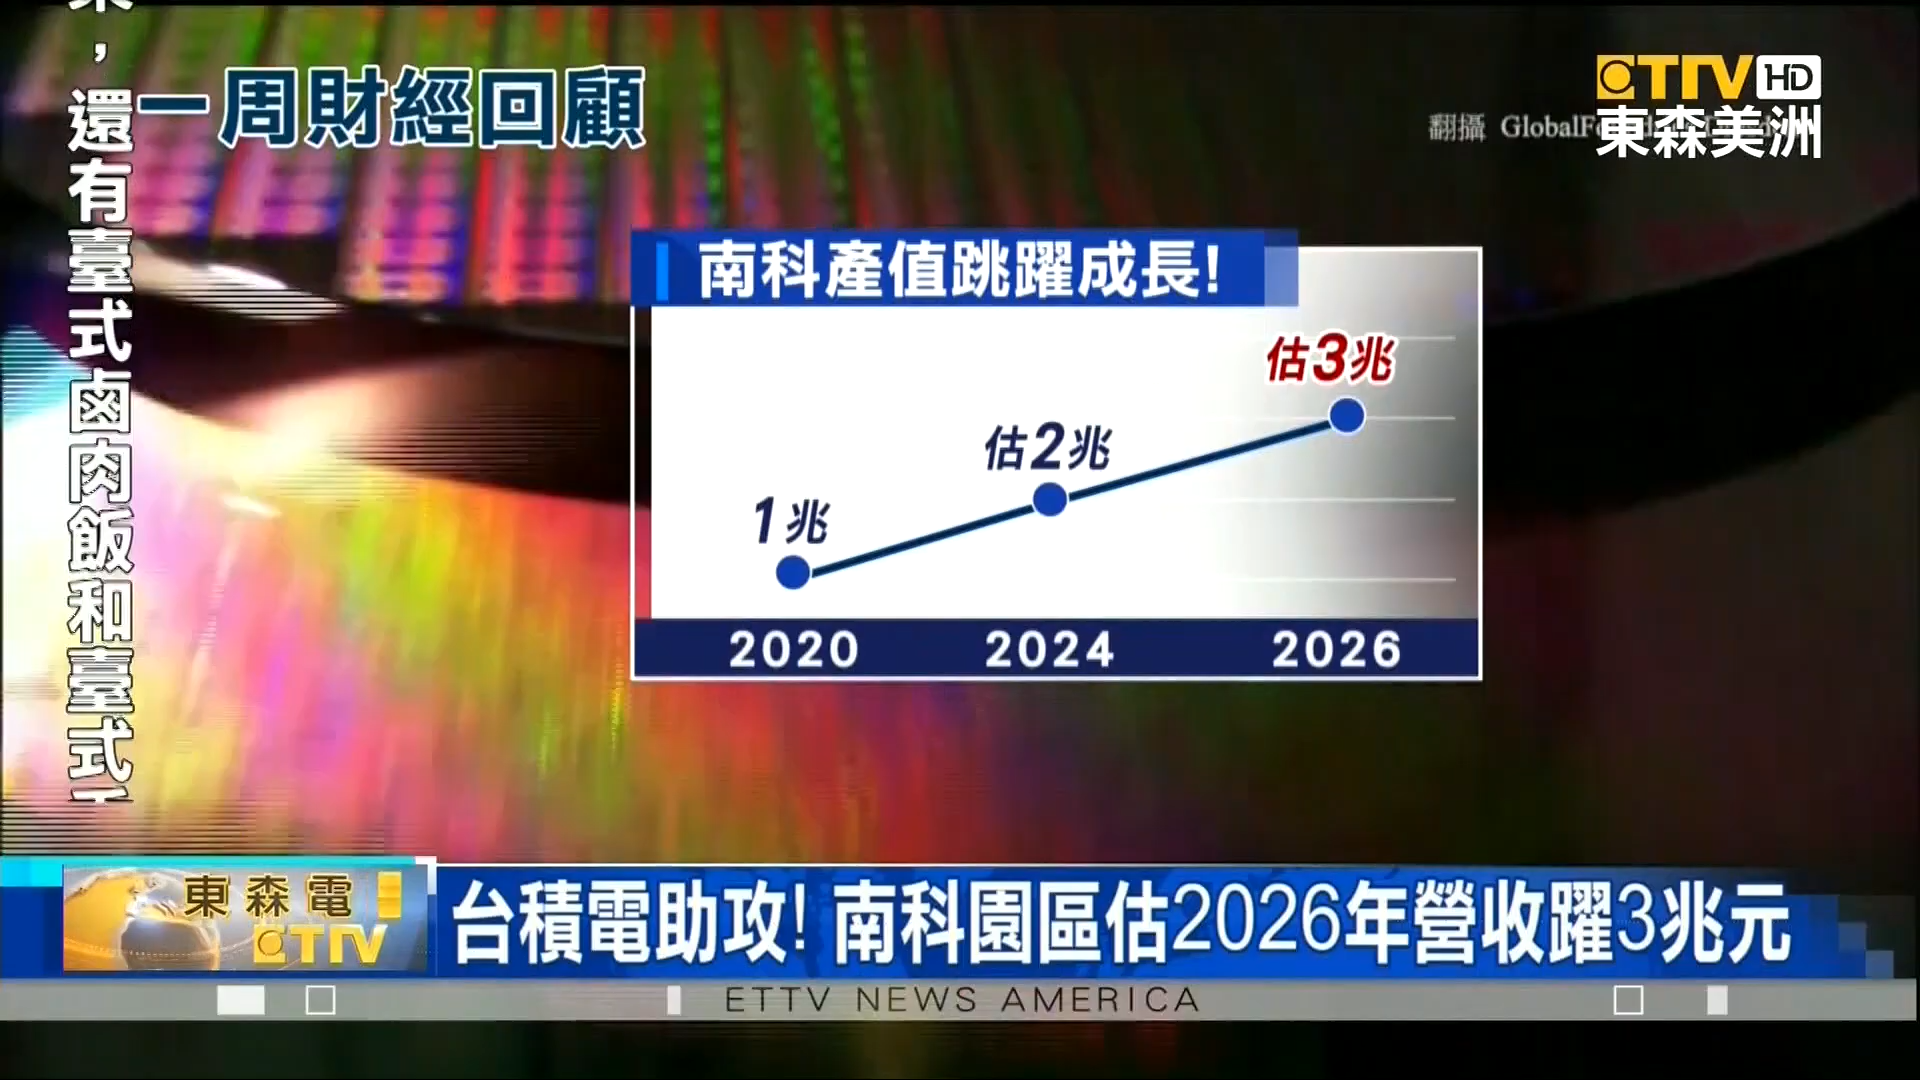 ，還有臺式鹵肉飯和臺式
一周財經回顧
ETTV HD
東森美洲
翻攝
南科產值跳躍成長!
1兆
估2兆
估3兆
2020 2024 2026
東森電
ETTV
台積電助攻! 南科園區估2026年營收躍3兆元
ETTV NEWS AMERICA